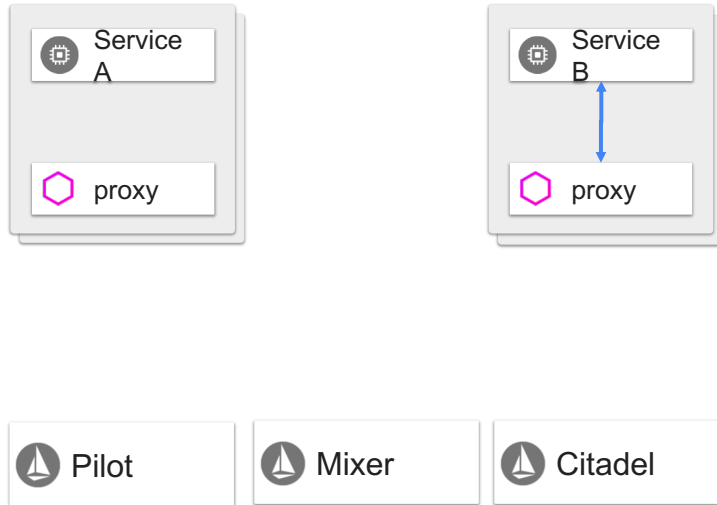 Service
A
Service
B
proxy
proxy
Pilot
Mixer
Citadel